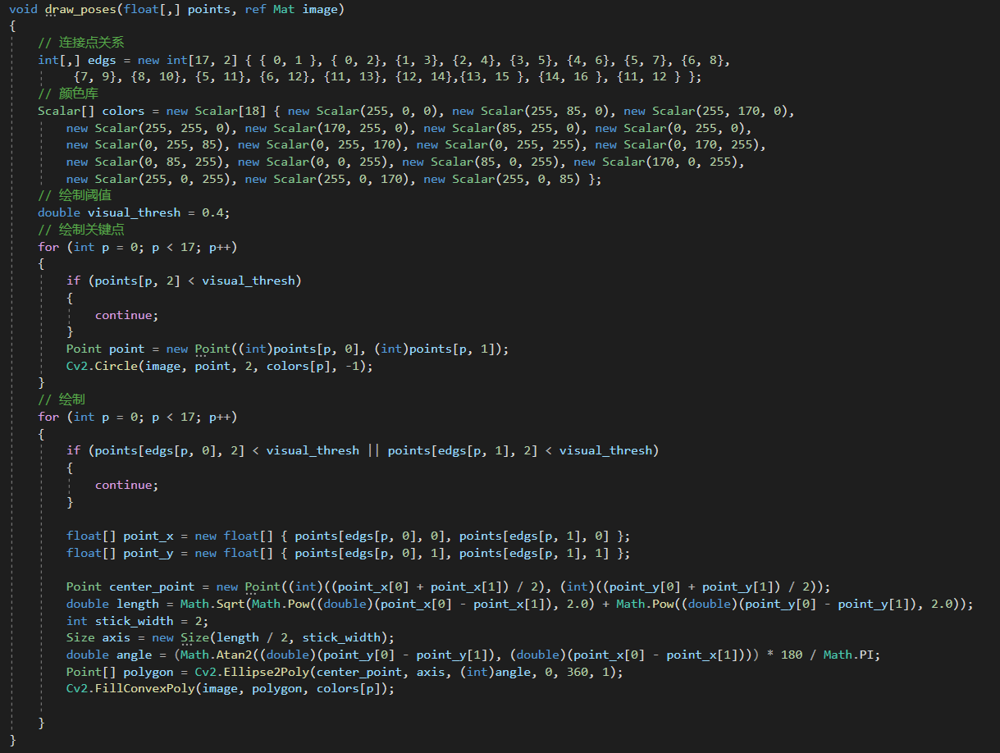 void draw_poses(float[,] points, ref Mat image)
{
// 连接点关系
int[,] edgs = new int[17, 2] { { 0, 1 }, { 0, 2}, {1, 3}, {2, 4}, {3, 5}, {4, 6}, {5, 7}, {6, 8},
{7, 9}, {8, 10}, {5, 11}, {6, 12}, {11, 13}, {12, 14},{13, 15 }, {14, 16 }, {11, 12 } };
// 颜色库
Scalar[] colors = new Scalar[18] { new Scalar(255, 0, 0), new Scalar(255, 85, 0), new Scalar(255, 170, 0),
new Scalar(255, 255, 0), new Scalar(170, 255, 0), new Scalar(85, 255, 0), new Scalar(0, 255, 0),
new Scalar(0, 255, 85), new Scalar(0, 255, 170), new Scalar(0, 255, 255), new Scalar(0, 170, 255),
new Scalar(0, 85, 255), new Scalar(0, 0, 255), new Scalar(85, 0, 255), new Scalar(170, 0, 255),
new Scalar(255, 0, 255), new Scalar(255, 0, 170), new Scalar(255, 0, 85) };
// 绘制阈值
double visual_thresh = 0.4;
// 绘制关键点
for (int p = 0; p < 17; p++)
{
if (points[p, 2] < visual_thresh)
{
continue;
}
Point point = new Point((int)points[p, 0], (int)points[p, 1]);
Cv2.Circle(image, point, 2, colors[p], -1);
}
// 绘制
for (int p = 0; p < 17; p++)
{
if (points[edgs[p, 0], 2] < visual_thresh || points[edgs[p, 1], 2] < visual_thresh)
{
continue;
}
float[] point_x = new float[] { points[edgs[p, 0], 0], points[edgs[p, 1], 0] };
float[] point_y = new float[] { points[edgs[p, 0], 1], points[edgs[p, 1], 1] };
Point center_point = new Point((int)((point_x[0] + point_x[1]) / 2), (int)((point_y[0] + point_y[1]) / 2));
double length = Math.Sqrt(Math.Pow((double)(point_x[0] - point_x[1]), 2.0) + Math.Pow((double)(point_y[0] - point_y[1]), 2.0));
int stick_width = 2;
Size axis = new Size(length / 2, stick_width);
double angle = (Math.Atan2((double)(point_y[0] - point_y[1]), (double)(point_x[0] - point_x[1]))) * 180 / Math.PI;
Point[] polygon = Cv2.Ellipse2Poly(center_point, axis, (int)angle, 0, 360, 1);
Cv2.FillConvexPoly(image, polygon, colors[p]);
}
}